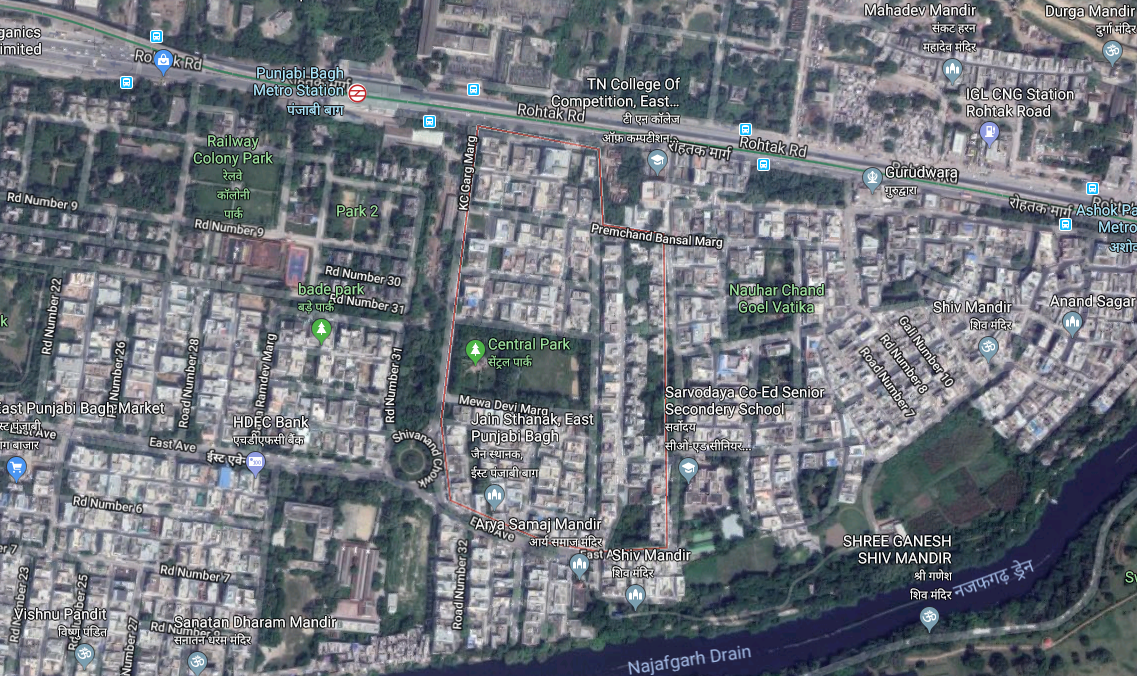 ganics
imited
Rohtak Rd
Punjabi Bagh
Metro Station
पंजाबी बाग
TN College Of
Competition, East...
टी एन कॉलेज
ऑफ़ कम्पटीशन,
Rohtak Rd
रोहतक मार्ग
Rohtak Rd
Mahadev Mandir
संकट हरन
महादेव मंदिर
Durga Mandir
दुर्गा मंदिर
IGL CNG Station
Rohtak Road
Gurudwara
गुरुद्वारा
रोहतक मार्ग
Ashok Pa
Metro
अशो
Railway
Colony Park
रेलवे
कॉलोनी
पार्क
Park 2
KC Garg Marg
Rd Number 9
Rd Number 9
Premchand Bansal Marg
Rd Number 30
bade park
बड़े पार्क
Rd Number 31
Nauhar Chand
Goel Vatika
Rd Number 22
k
Shiv Mandir
शिव मंदिर
Anand Sagar
Central Park
सेंट्रल पार्क
Road Number 28
Rd Number 31
Gali Number 10
Rd Number 8
Road Number 7
Mewa Devi Marg
Sarvodaya Co-Ed Senior
Secondery School
सर्वोदय
सीओ-एड सीनियर...
East Punjabi Bagh Market
East Ave
ईस्ट एवे
HDFC Bank
एचडीएफसी बैंक
Shivanand Chowk
Jain Sthanak, East
Punjabi Bagh
जैन स्थानक,
ईस्ट पंजाबी बाग
Rd Number 6
Arya Samaj Mandir
आर्य समाज मंदिर
Shiv Mandir
शिव मंदिर
SHREE GANESH
SHIV MANDIR
श्री गणेश
शिव मंदिर
नजफगढ़ ड्रेन
Rd Number 7
Road Number 32
Rd Number 23
Vishnu Pandit
विष्णु पंडित
Sanatan Dharam Mandir
सनातन धरम मंदिर
Najafgarh Drain